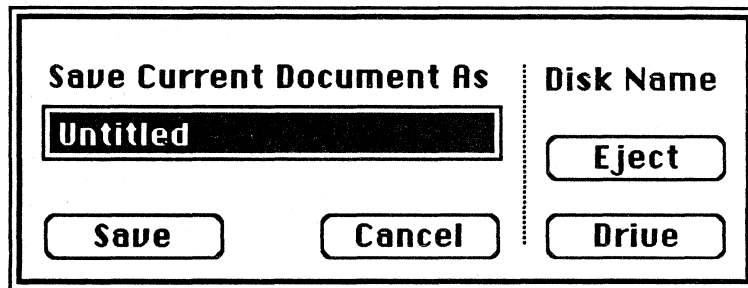 Save Current Document As
Untitled
Save
Cancel
Disk Name
Eject
Drive